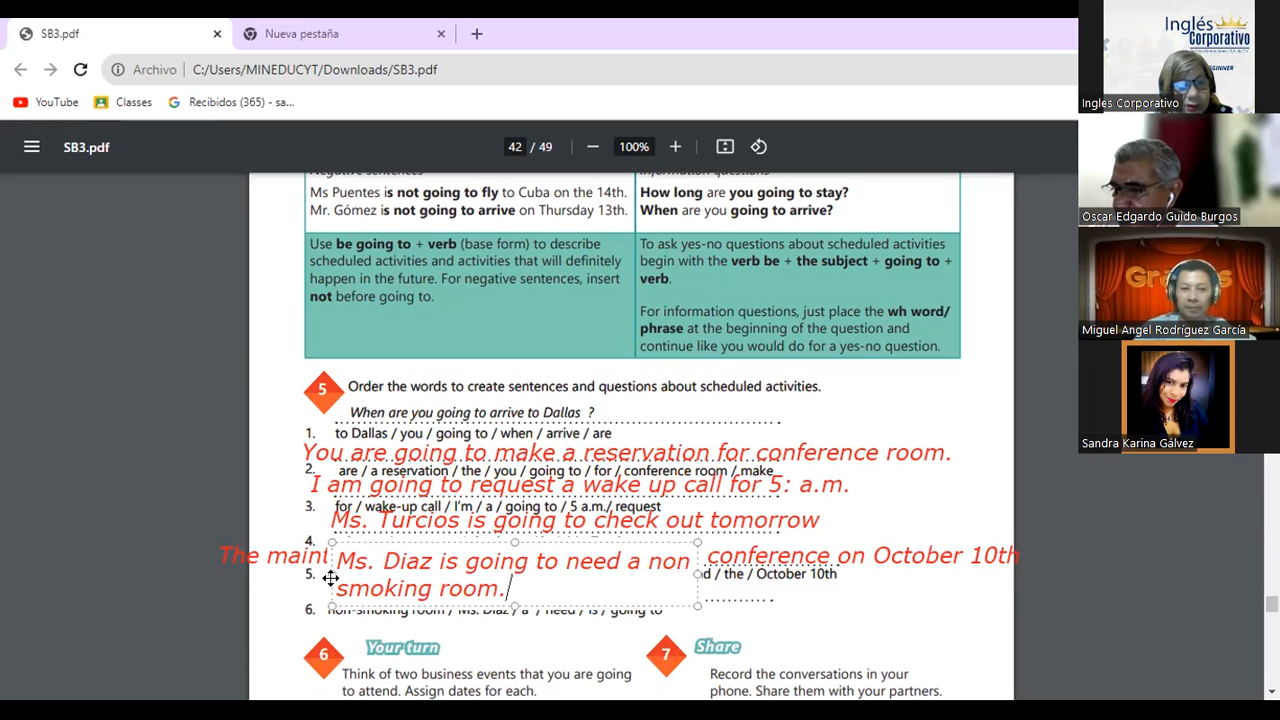 SB3.pdf
Nueva pestaña
Archivo
C:/Users/MINEDUCYT/Downloads/SB3.pdf
YouTube
Classes
Recibidos (365) - sa...
SB3.pdf
42 / 49
100%
Negative sentences
Information questions
Ms Puentes is not going to fly to Cuba on the 14th.
Mr. Gómez is not going to arrive on Thursday 13th.
How long are you going to stay?
When are you going to arrive?
Use be going to + verb (base form) to describe
scheduled activities and activities that will definitely
happen in the future. For negative sentences, insert
not before going to.
To ask yes-no questions about scheduled activities
begin with the verb be + the subject + going to +
verb.
For information questions, just place the wh word/
phrase at the beginning of the question and
continue like you would do for a yes-no question.
5
Order the words to create sentences and questions about scheduled activities.
When are you going to arrive to Dallas ?
1. to Dallas / you / going to / when / arrive / are
You are going to make a reservation for conference room.
2. are / a reservation / the / you / going to / for / conference room / make
I am going to request a wake up call for 5: a.m.
3. for / wake-up call / I'm / a / going to / 5 a.m./ request
Ms. Turcios is going to check out tomorrow
4.
The maint
conference on October 10th
Ms. Diaz is going to need a non
smoking room.
5.
d / the / October 10th
6. non-smoking room / Ms. Diaz / a / need / is / going to
6
Your turn
Think of two business events that you are going
to attend. Assign dates for each.
7
Share
Record the conversations in your
phone. Share them with your partners.
Inglés
Corporativo
Inglés Corporativo
Oscar Edgardo Guido Burgos
Miguel Angel Rodríguez García
Sandra Karina Gálvez